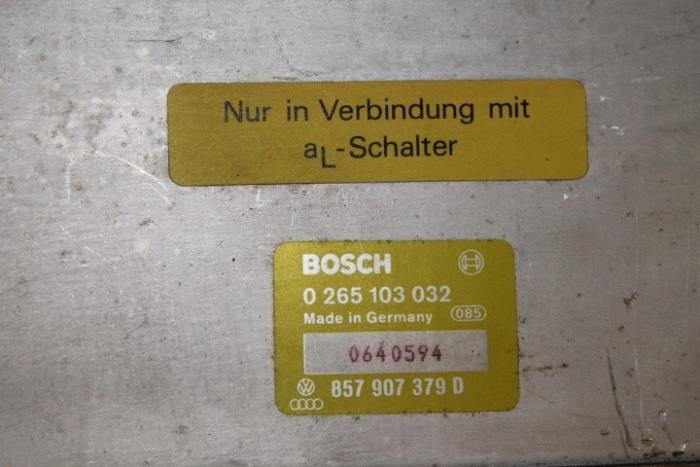 Nur in Verbindung mit
aL-Schalter
BOSCH
0 265 103 032
Made in Germany 085
0640594
857 907 379 D